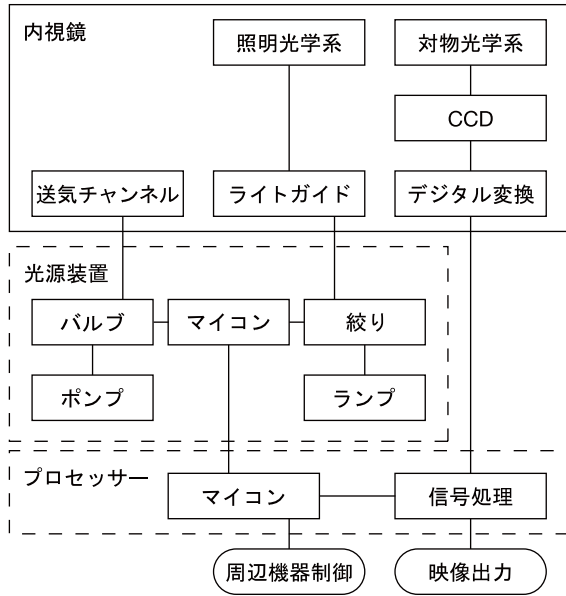 内視鏡
照明光学系
対物光学系
CCD
送気チャンネル
ライトガイド
デジタル変換
光源装置
バルブ
マイコン
絞り
ポンプ
ランプ
プロセッサー
マイコン
信号処理
周辺機器制御
映像出力